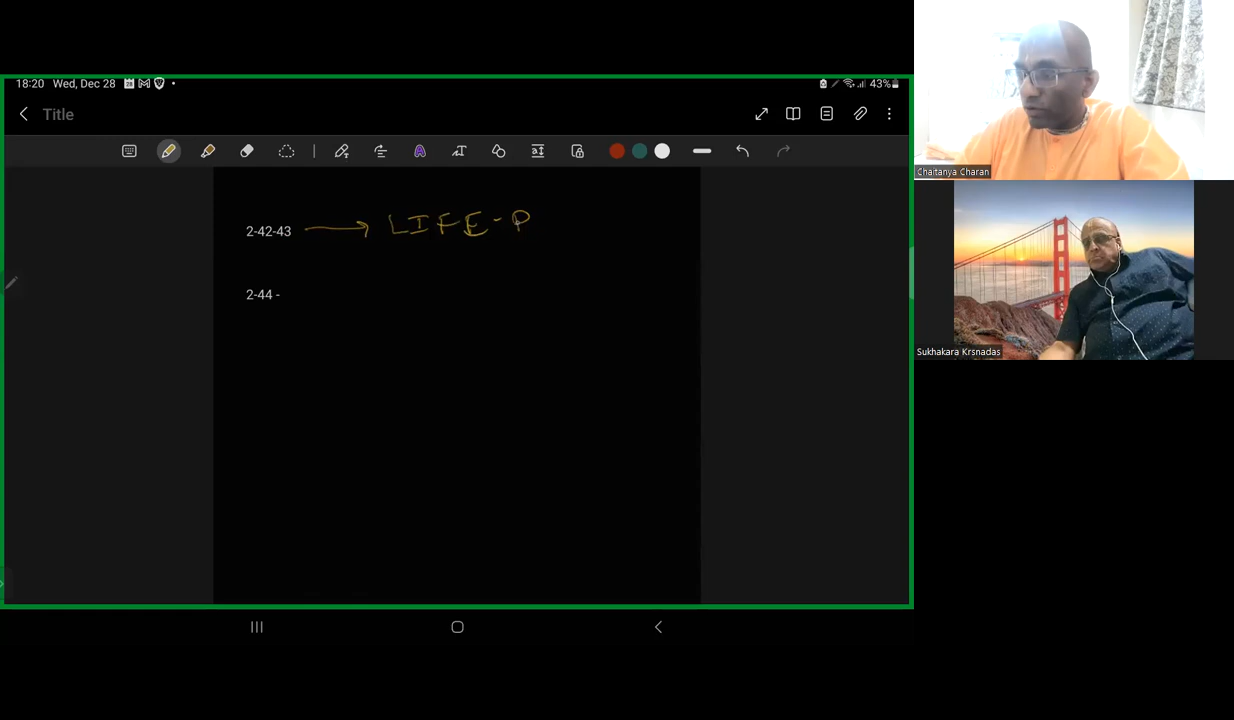 18:20 Wed, Dec 28 43%
Title
2-42-43 → LIFE-P
2-44 -
Chaitanya Charan
Sukhakara Krsnadas